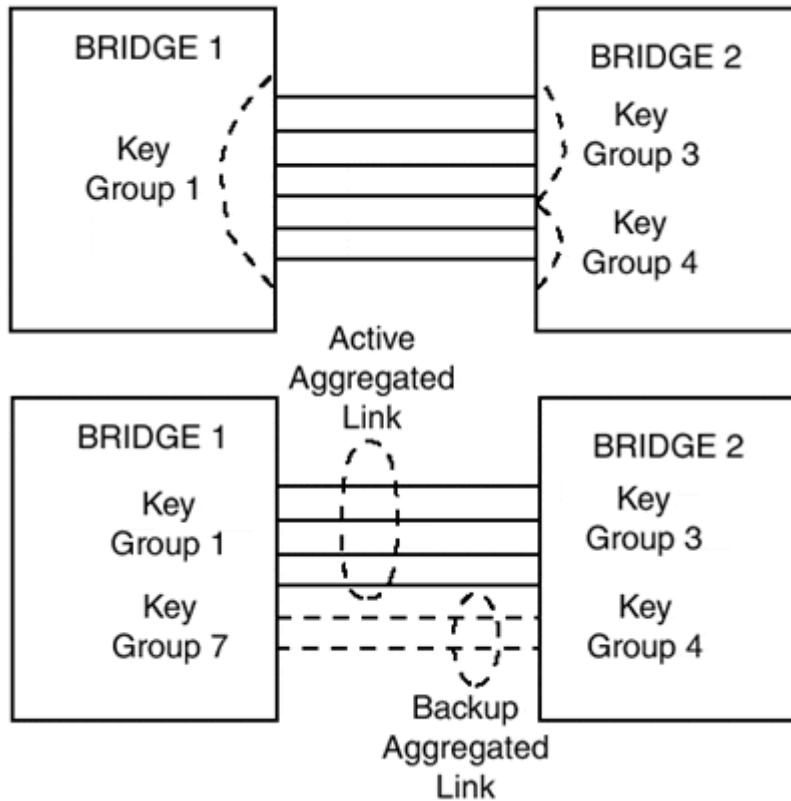 BRIDGE 1
Key
Group 1
BRIDGE 2
Key
Group 3
Key
Group 4
Active
Aggregated
Link
BRIDGE 1
Key
Group 1
Key
Group 7
BRIDGE 2
Key
Group 3
Key
Group 4
Backup
Aggregated
Link